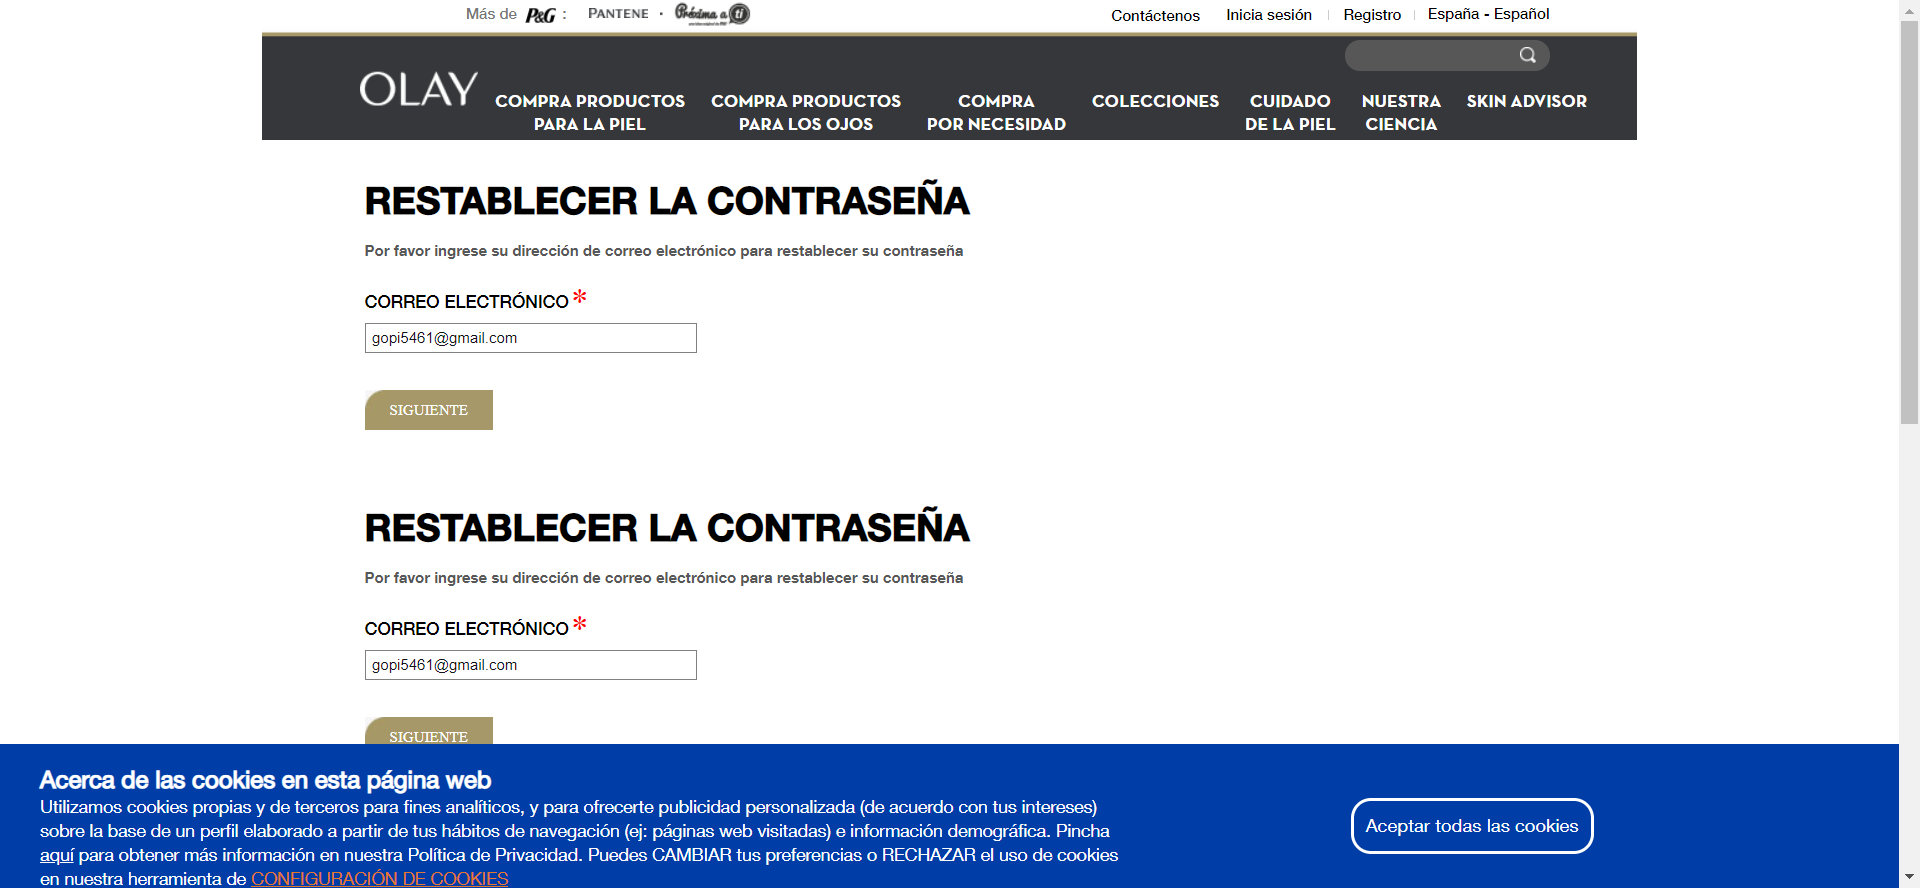 Más de P&G : PANTENE · Próxima a ti
Contáctenos Inicia sesión Registro España - Español
OLAY
COMPRA PRODUCTOS PARA LA PIEL
COMPRA PRODUCTOS PARA LOS OJOS
COMPRA POR NECESIDAD
COLECCIONES
CUIDADO DE LA PIEL
NUESTRA CIENCIA
SKIN ADVISOR
RESTABLECER LA CONTRASEÑA
Por favor ingrese su dirección de correo electrónico para restablecer su contraseña
CORREO ELECTRÓNICO *
gopi5461@gmail.com
SIGUIENTE
RESTABLECER LA CONTRASEÑA
Por favor ingrese su dirección de correo electrónico para restablecer su contraseña
CORREO ELECTRÓNICO *
gopi5461@gmail.com
SIGUIENTE
Acerca de las cookies en esta página web
Utilizamos cookies propias y de terceros para fines analíticos, y para ofrecerte publicidad personalizada (de acuerdo con tus intereses)
sobre la base de un perfil elaborado a partir de tus hábitos de navegación (ej: páginas web visitadas) e información demográfica. Pincha
aquí para obtener más información en nuestra Política de Privacidad. Puedes CAMBIAR tus preferencias o RECHAZAR el uso de cookies
en nuestra herramienta de CONFIGURACIÓN DE COOKIES
Aceptar todas las cookies